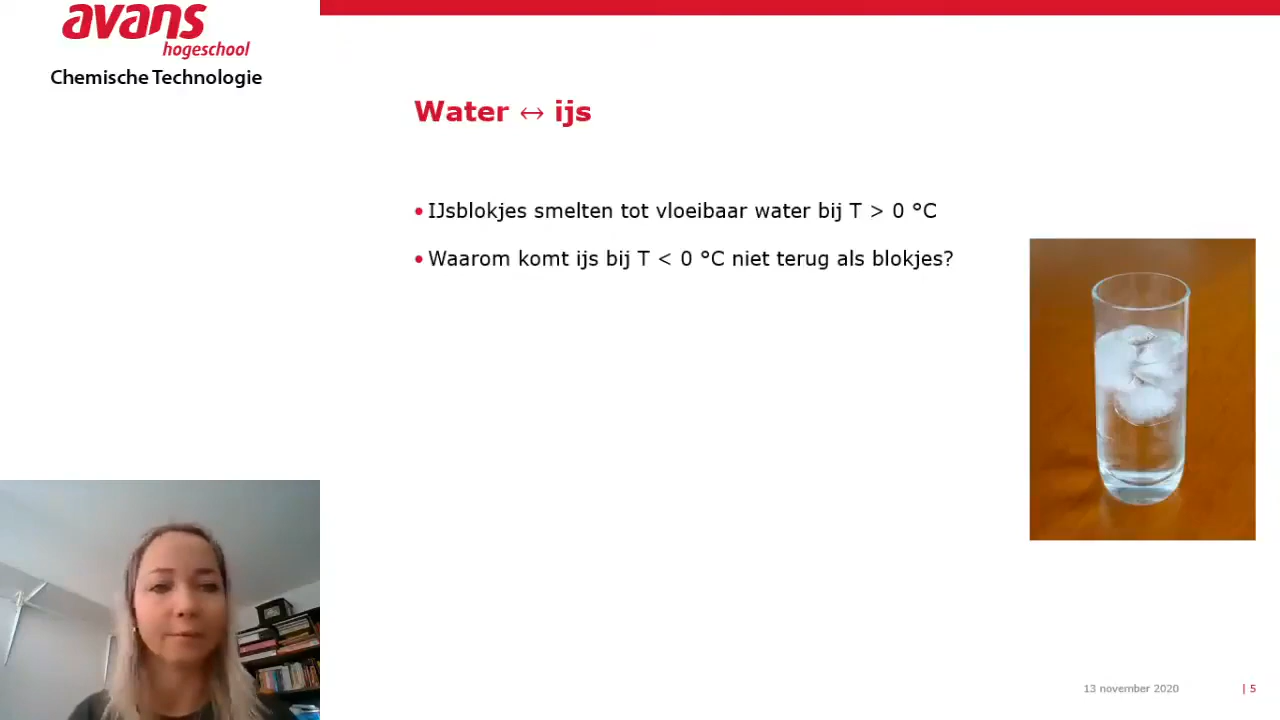 avans
hogeschool
Chemische Technologie
Water ↔ ijs
• IJsblokjes smelten tot vloeibaar water bij T > 0 °C
• Waarom komt ijs bij T < 0 °C niet terug als blokjes?
13 november 2020
| 5